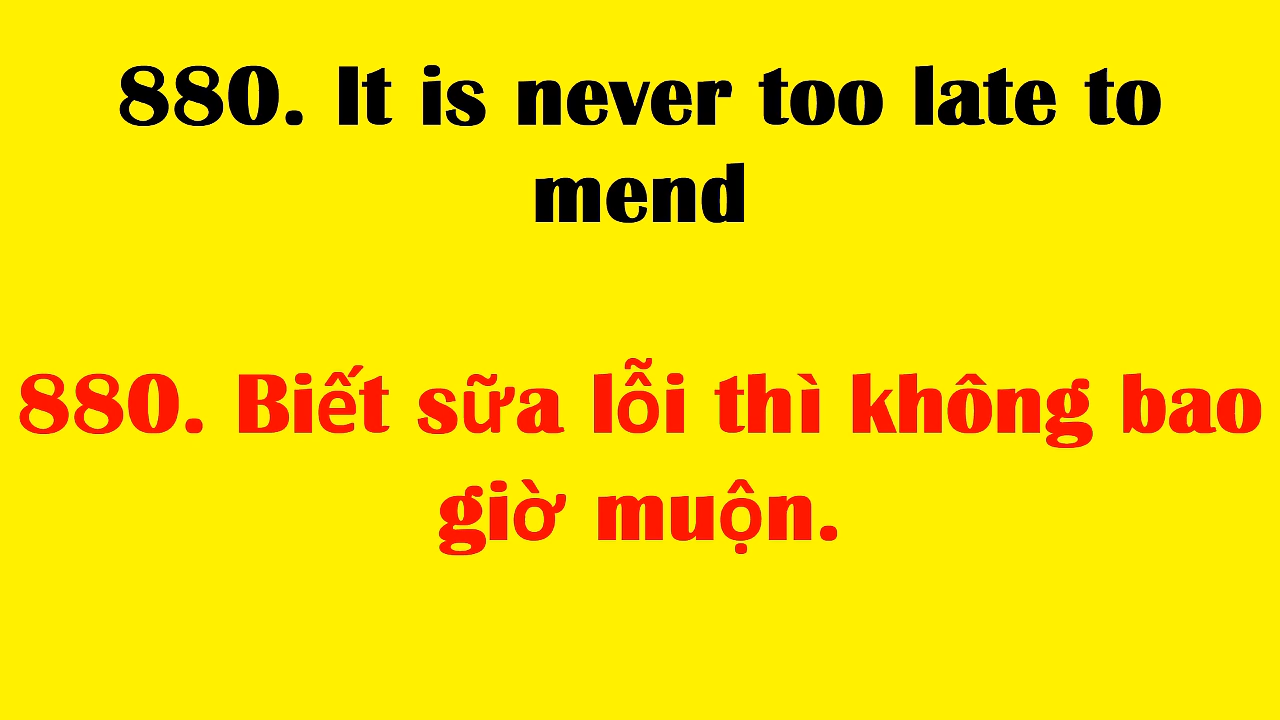 880. It is never too late to
mend
880. Biết sữa lỗi thì không bao
giờ muộn.